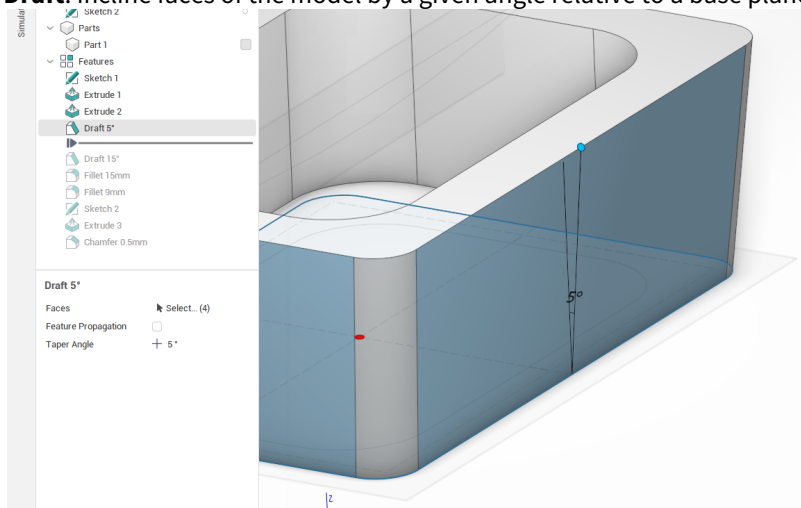 Draft: Incline faces of the model by a given angle relative to a base plane
Simula
Sketch 2
Parts
Part 1
Features
Sketch 1
Extrude 1
Extrude 2
Draft 5°
Draft 15°
Fillet 15mm
Fillet 9mm
Sketch 2
Extrude 3
Chamfer 0.5mm
Draft 5°
Faces Select... (4)
Feature Propagation
Taper Angle 5 °
5°
z